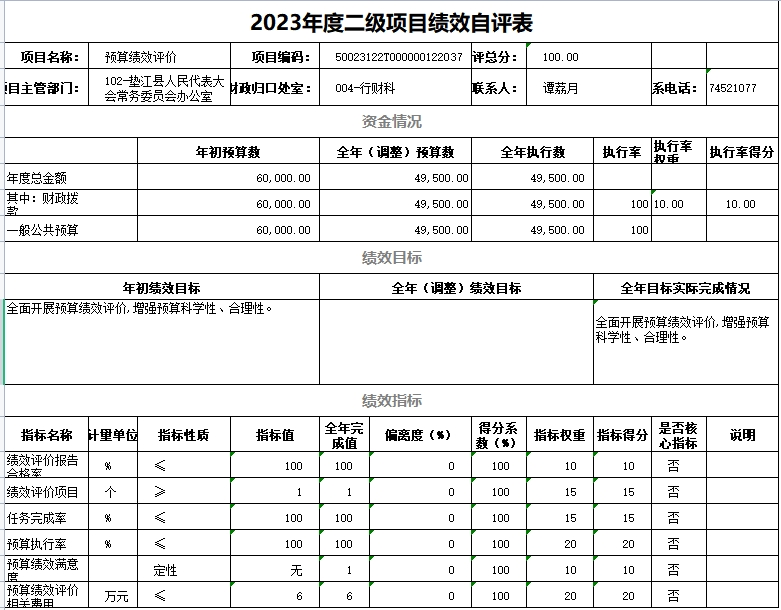 2023年度二级项目绩效自评表
项目名称： 预算绩效评价 项目编码： 50023122T000000122037 评总分： 100.00
项目主管部门： 102-垫江县人民代表大会常务委员会办公室 财政归口处室： 004-行财科 联系人： 谭荔月 系电话： 74521077
资金情况
年初预算数 全年（调整）预算数 全年执行数 执行率 执行率权重 执行率得分
年度总金额 60,000.00 49,500.00 49,500.00
其中：财政拨款 60,000.00 49,500.00 49,500.00 100 10.00 10.00
一般公共预算 60,000.00 49,500.00 49,500.00 100
绩效目标
年初绩效目标 全年（调整）绩效目标 全年目标实际完成情况
全面开展预算绩效评价，增强预算科学性、合理性。
全面开展预算绩效评价，增强预算
科学性、合理性。
绩效指标
指标名称 计量单位 指标性质 指标值 全年完成值 偏离度（%） 得分系数（%） 指标权重 指标得分 是否核心指标 说明
绩效评价报告合格率 % ≤ 100 100 0 100 10 10 否
绩效评价项目 个 ≥ 1 1 0 100 15 15 否
任务完成率 % ≤ 100 100 0 100 15 15 否
预算执行率 % ≤ 100 100 0 100 20 20 否
预算绩效满意度 定性 无 1 0 100 10 10 否
预算绩效评价相关费用 万元 ≤ 6 6 0 100 20 20 否